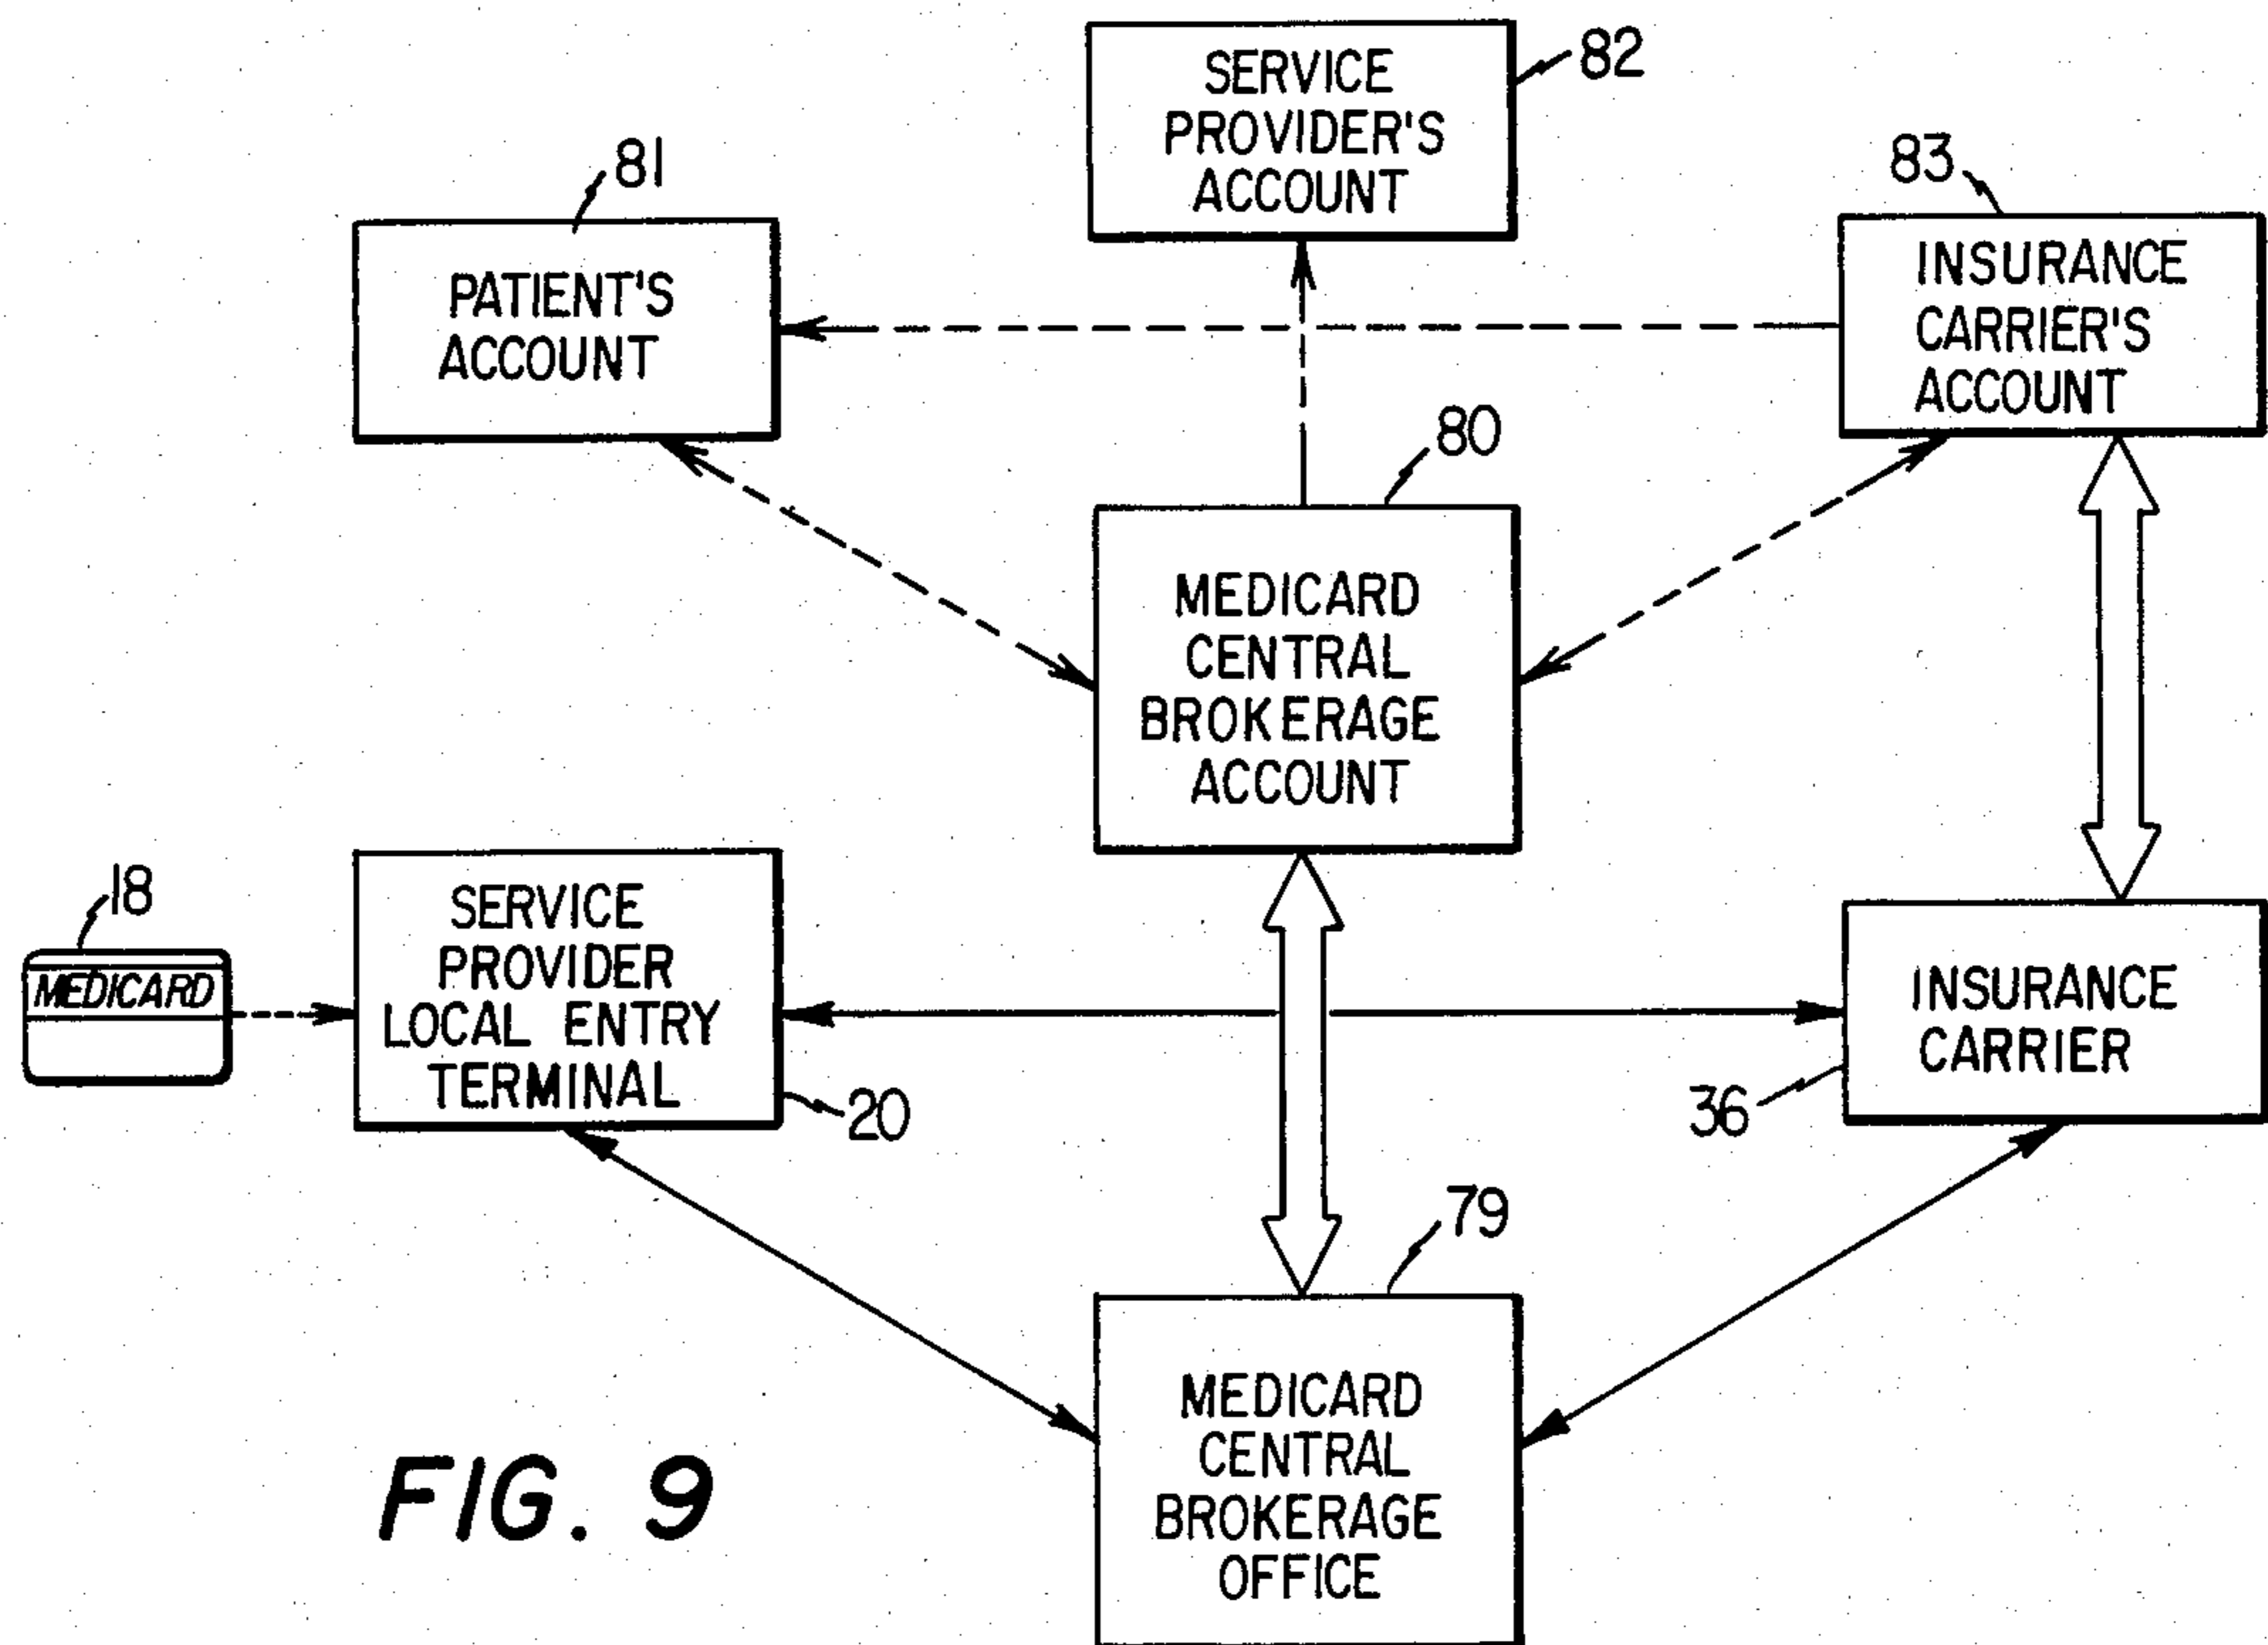 SERVICE
PROVIDER'S
ACCOUNT
82
81
PATIENT'S
ACCOUNT
83
INSURANCE
CARRIER'S
ACCOUNT
80
MEDICARD
CENTRAL
BROKERAGE
ACCOUNT
18
MEDICARD
SERVICE
PROVIDER
LOCAL ENTRY
TERMINAL
20
INSURANCE
CARRIER
36
79
MEDICARD
CENTRAL
BROKERAGE
OFFICE
FIG. 9